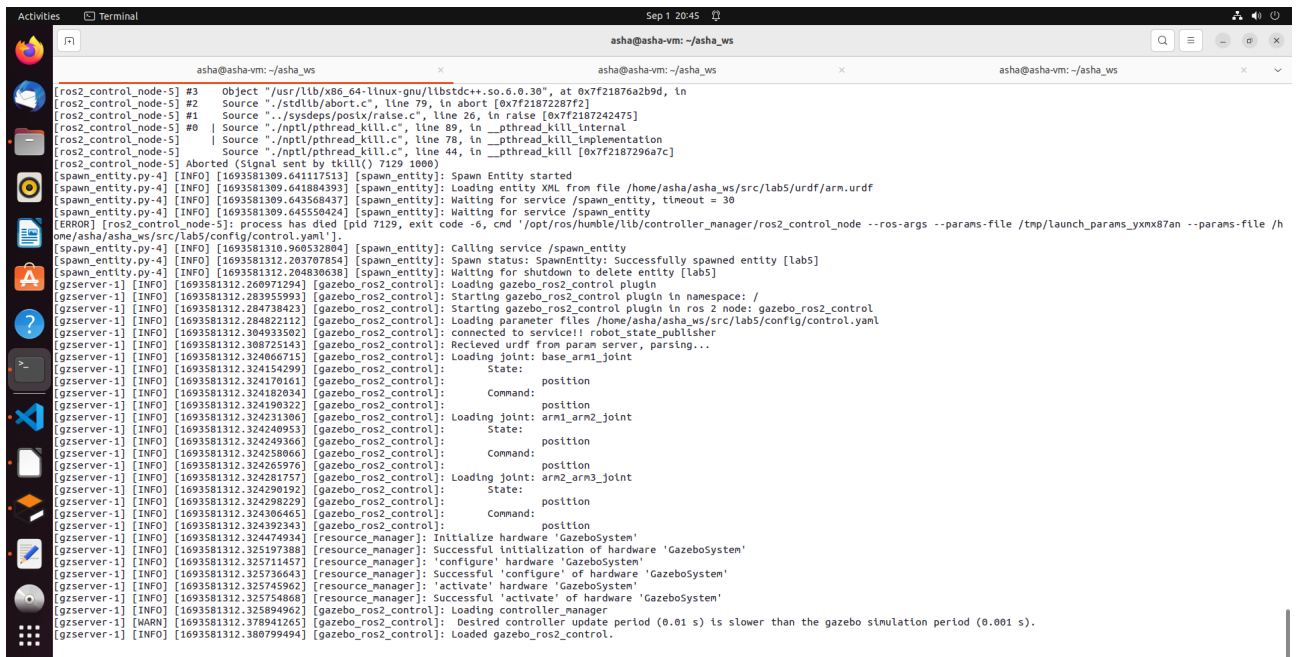 Activities
Terminal
Sep 1 20:45
asha@asha-vm: ~/asha_ws
asha@asha-vm: ~/asha_ws
asha@asha-vm: ~/asha_ws
asha@asha-vm: ~/asha_ws
[ros2_control_node-5] #3    Object "/usr/lib/x86_64-linux-gnu/libstdc++.so.6.0.30", at 0x7f21876a2b9d, in
[ros2_control_node-5] #2    Source "./stdlib/abort.c", line 79, in abort [0x7f21872287f2]
[ros2_control_node-5] #1    Source "../sysdeps/posix/raise.c", line 26, in raise [0x7f2187242475]
[ros2_control_node-5] #0  | Source "./nptl/pthread_kill.c", line 89, in __pthread_kill_internal
[ros2_control_node-5]     | Source "./nptl/pthread_kill.c", line 78, in __pthread_kill_implementation
[ros2_control_node-5]       Source "./nptl/pthread_kill.c", line 44, in __pthread_kill [0x7f2187296a7c]
[ros2_control_node-5] Aborted (Signal sent by tkill() 7129 1000)
[spawn_entity.py-4] [INFO] [1693581309.641117513] [spawn_entity]: Spawn Entity started
[spawn_entity.py-4] [INFO] [1693581309.641884393] [spawn_entity]: Loading entity XML from file /home/asha/asha_ws/src/lab5/urdf/arm.urdf
[spawn_entity.py-4] [INFO] [1693581309.643568437] [spawn_entity]: Waiting for service /spawn_entity, timeout = 30
[spawn_entity.py-4] [INFO] [1693581309.645550424] [spawn_entity]: Waiting for service /spawn_entity
[ERROR] [ros2_control_node-5]: process has died [pid 7129, exit code -6, cmd '/opt/ros/humble/lib/controller_manager/ros2_control_node --ros-args --params-file /tmp/launch_params_yxmx87an --params-file /h
ome/asha/asha_ws/src/lab5/config/control.yaml'].
[spawn_entity.py-4] [INFO] [1693581310.960532804] [spawn_entity]: Calling service /spawn_entity
[spawn_entity.py-4] [INFO] [1693581312.203707854] [spawn_entity]: Spawn status: SpawnEntity: Successfully spawned entity [lab5]
[spawn_entity.py-4] [INFO] [1693581312.204830638] [spawn_entity]: Waiting for shutdown to delete entity [lab5]
[gzserver-1] [INFO] [1693581312.260971294] [gazebo_ros2_control]: Loading gazebo_ros2_control plugin
[gzserver-1] [INFO] [1693581312.283955993] [gazebo_ros2_control]: Starting gazebo_ros2_control plugin in namespace: /
[gzserver-1] [INFO] [1693581312.284738423] [gazebo_ros2_control]: Starting gazebo_ros2_control plugin in ros 2 node: gazebo_ros2_control
[gzserver-1] [INFO] [1693581312.284822112] [gazebo_ros2_control]: Loading parameter files /home/asha/asha_ws/src/lab5/config/control.yaml
[gzserver-1] [INFO] [1693581312.304933502] [gazebo_ros2_control]: connected to service!! robot_state_publisher
[gzserver-1] [INFO] [1693581312.308725143] [gazebo_ros2_control]: Recieved urdf from param server, parsing...
[gzserver-1] [INFO] [1693581312.324066715] [gazebo_ros2_control]: Loading joint: base_arm1_joint
[gzserver-1] [INFO] [1693581312.324154299] [gazebo_ros2_control]:       State:
[gzserver-1] [INFO] [1693581312.324170161] [gazebo_ros2_control]:               position
[gzserver-1] [INFO] [1693581312.324182034] [gazebo_ros2_control]:       Command:
[gzserver-1] [INFO] [1693581312.324190322] [gazebo_ros2_control]:               position
[gzserver-1] [INFO] [1693581312.324231306] [gazebo_ros2_control]: Loading joint: arm1_arm2_joint
[gzserver-1] [INFO] [1693581312.324240953] [gazebo_ros2_control]:       State:
[gzserver-1] [INFO] [1693581312.324249366] [gazebo_ros2_control]:               position
[gzserver-1] [INFO] [1693581312.324258066] [gazebo_ros2_control]:       Command:
[gzserver-1] [INFO] [1693581312.324265976] [gazebo_ros2_control]:               position
[gzserver-1] [INFO] [1693581312.324281757] [gazebo_ros2_control]: Loading joint: arm2_arm3_joint
[gzserver-1] [INFO] [1693581312.324290192] [gazebo_ros2_control]:       State:
[gzserver-1] [INFO] [1693581312.324298229] [gazebo_ros2_control]:               position
[gzserver-1] [INFO] [1693581312.324306465] [gazebo_ros2_control]:       Command:
[gzserver-1] [INFO] [1693581312.324392343] [gazebo_ros2_control]:               position
[gzserver-1] [INFO] [1693581312.324474934] [resource_manager]: Initialize hardware 'GazeboSystem'
[gzserver-1] [INFO] [1693581312.325197388] [resource_manager]: Successful initialization of hardware 'GazeboSystem'
[gzserver-1] [INFO] [1693581312.325711457] [resource_manager]: 'configure' hardware 'GazeboSystem'
[gzserver-1] [INFO] [1693581312.325736643] [resource_manager]: Successful 'configure' of hardware 'GazeboSystem'
[gzserver-1] [INFO] [1693581312.325745962] [resource_manager]: 'activate' hardware 'GazeboSystem'
[gzserver-1] [INFO] [1693581312.325754868] [resource_manager]: Successful 'activate' of hardware 'GazeboSystem'
[gzserver-1] [INFO] [1693581312.325894962] [gazebo_ros2_control]: Loading controller_manager
[gzserver-1] [WARN] [1693581312.378941265] [gazebo_ros2_control]:  Desired controller update period (0.01 s) is slower than the gazebo simulation period (0.001 s).
[gzserver-1] [INFO] [1693581312.380799494] [gazebo_ros2_control]: Loaded gazebo_ros2_control.